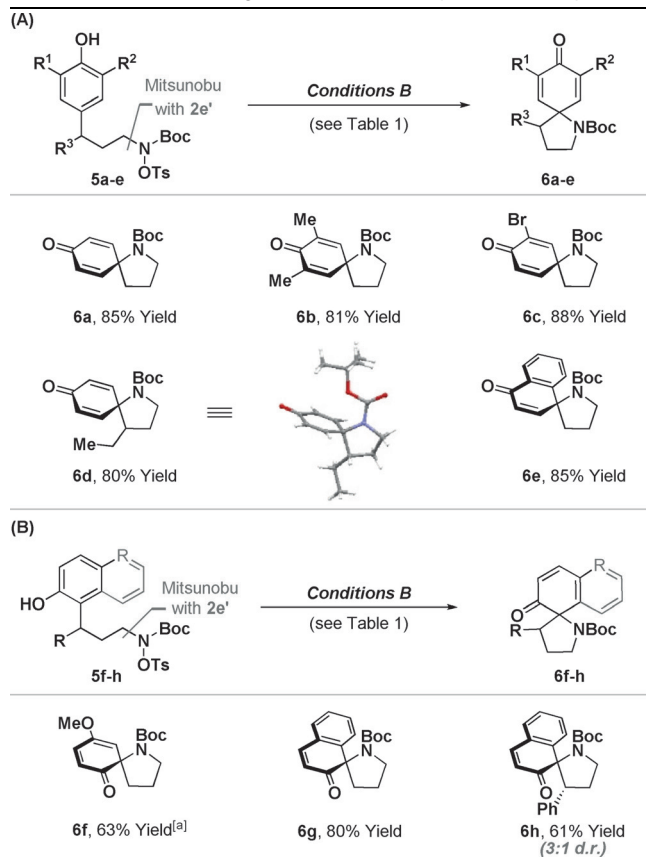 (A)
OH
R¹ R²
Mitsunobu
with 2e'
R³
N Boc
OTs
5a-e
Conditions B
(see Table 1)
O
R¹ R²
R³
NBoc
6a-e
O
Boc
N
6a, 85% Yield
Me
O
Me
Boc
N
6b, 81% Yield
Br
O
Boc
N
6c, 88% Yield
O
Boc
N
Me
6d, 80% Yield
O
Boc
N
6e, 85% Yield
(B)
R
HO
Mitsunobu
with 2e'
R
N Boc
OTs
5f-h
Conditions B
(see Table 1)
R
O
R
NBoc
6f-h
MeO
Boc
N
O
6f, 63% Yield[a]
Boc
N
O
6g, 80% Yield
Boc
N
O
Ph
6h, 61% Yield
(3:1 d.r.)